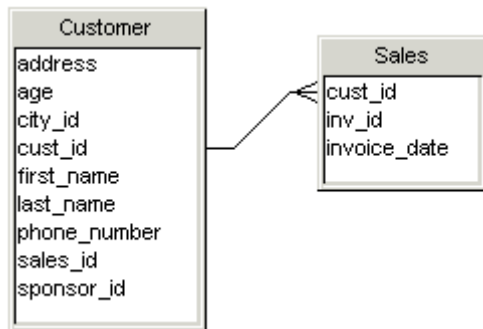 Customer
address
age
city_id
cust_id
first_name
last_name
phone_number
sales_id
sponsor_id
Sales
cust_id
inv_id
invoice_date